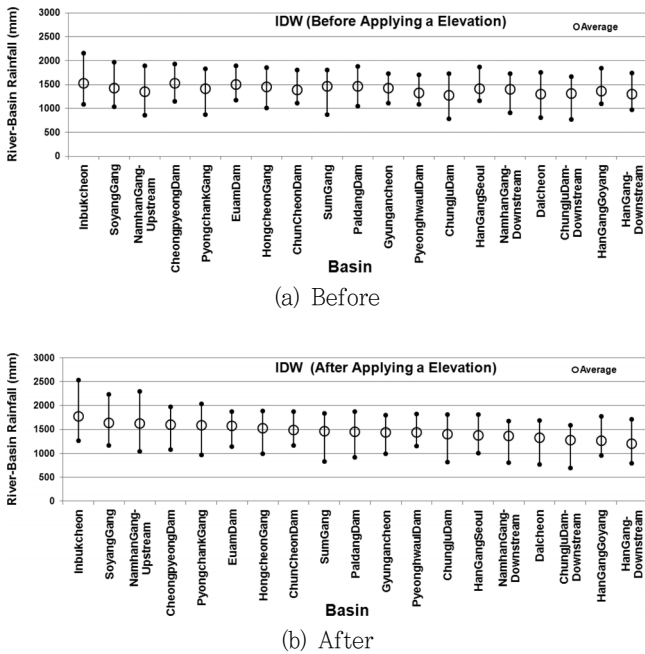 IDW (Before Applying a Elevation)
○Average
River-Basin Rainfall (mm)
3000
2500
2000
1500
1000
500
0
Inbukcheon
SoyangGang
NamhanGang-
Upstream
CheongpyeongDam
PyongchankGang
EuamDam
HongcheonGang
ChunCheonDam
SumGang
PaldangDam
Gyungancheon
PyeonghwaulDam
ChungJuDam
HanGangSeoul
NamhanGang-
Downstream
Dalcheon
ChungJuDam-
Downstream
HanGangGoyang
HanGang-
Downstream
Basin
(a) Before
IDW (After Applying a Elevation)
○Average
River-Basin Rainfall (mm)
3000
2500
2000
1500
1000
500
0
Inbukcheon
SoyangGang
NamhanGang-
Upstream
CheongpyeongDam
PyongchankGang
EuamDam
HongcheonGang
ChunCheonDam
SumGang
PaldangDam
Gyungancheon
PyeonghwaulDam
ChungJuDam
HanGangSeoul
NamhanGang-
Downstream
Dalcheon
ChungJuDam-
Downstream
HanGangGoyang
HanGang-
Downstream
Basin
(b) After